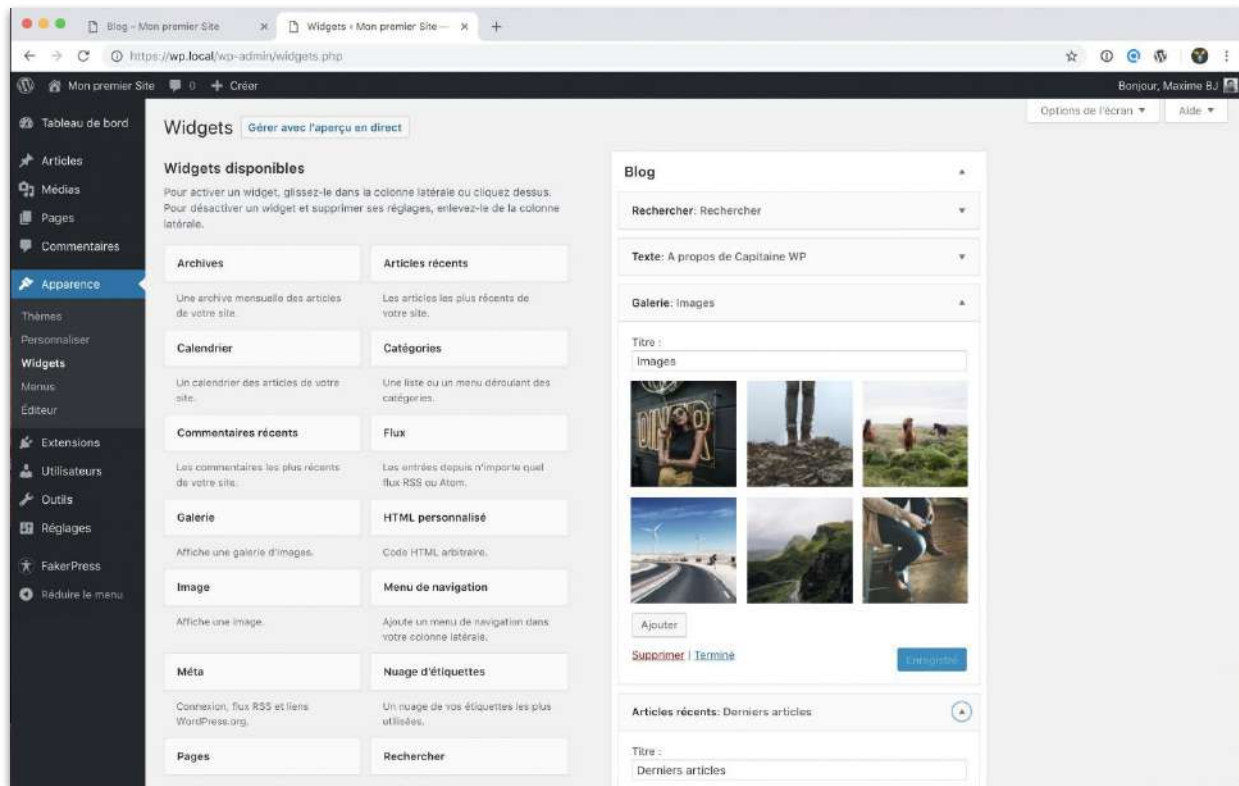 Blog – Mon premier Site
Widgets ‹ Mon premier Site —
https://wp.local/wp-admin/widgets.php
Mon premier Site 0 + Créer
Bonjour, Maxime BJ
Options de l'écran
Aide
Tableau de bord
Articles
Médias
Pages
Commentaires
Apparence
Thèmes
Personnaliser
Widgets
Menus
Éditeur
Extensions
Utilisateurs
Outils
Réglages
FakerPress
Réduire le menu
Widgets Gérer avec l'aperçu en direct
Widgets disponibles
Pour activer un widget, glissez-le dans la colonne latérale ou cliquez dessus.
Pour désactiver un widget et supprimer ses réglages, enlevez-le de la colonne
latérale.
Archives
Une archive mensuelle des articles
de votre site.
Articles récents
Les articles les plus récents de
votre site.
Calendrier
Un calendrier des articles de votre
site.
Catégories
Une liste ou un menu déroulant des
catégories.
Commentaires récents
Les commentaires les plus récents
de votre site.
Flux
Les entrées depuis n'importe quel
flux RSS ou Atom.
Galerie
Affiche une galerie d'images.
HTML personnalisé
Code HTML arbitraire.
Image
Affiche une image.
Menu de navigation
Ajoute un menu de navigation dans
votre colonne latérale.
Méta
Connexion, flux RSS et liens
WordPress.org.
Nuage d'étiquettes
Un nuage de vos étiquettes les plus
utilisées.
Pages
Rechercher
Blog
Rechercher: Rechercher
Texte: A propos de Capitaine WP
Galerie: Images
Titre :
Images
Ajouter
Supprimer | Terminé
Enregistré
Articles récents: Derniers articles
Titre :
Derniers articles